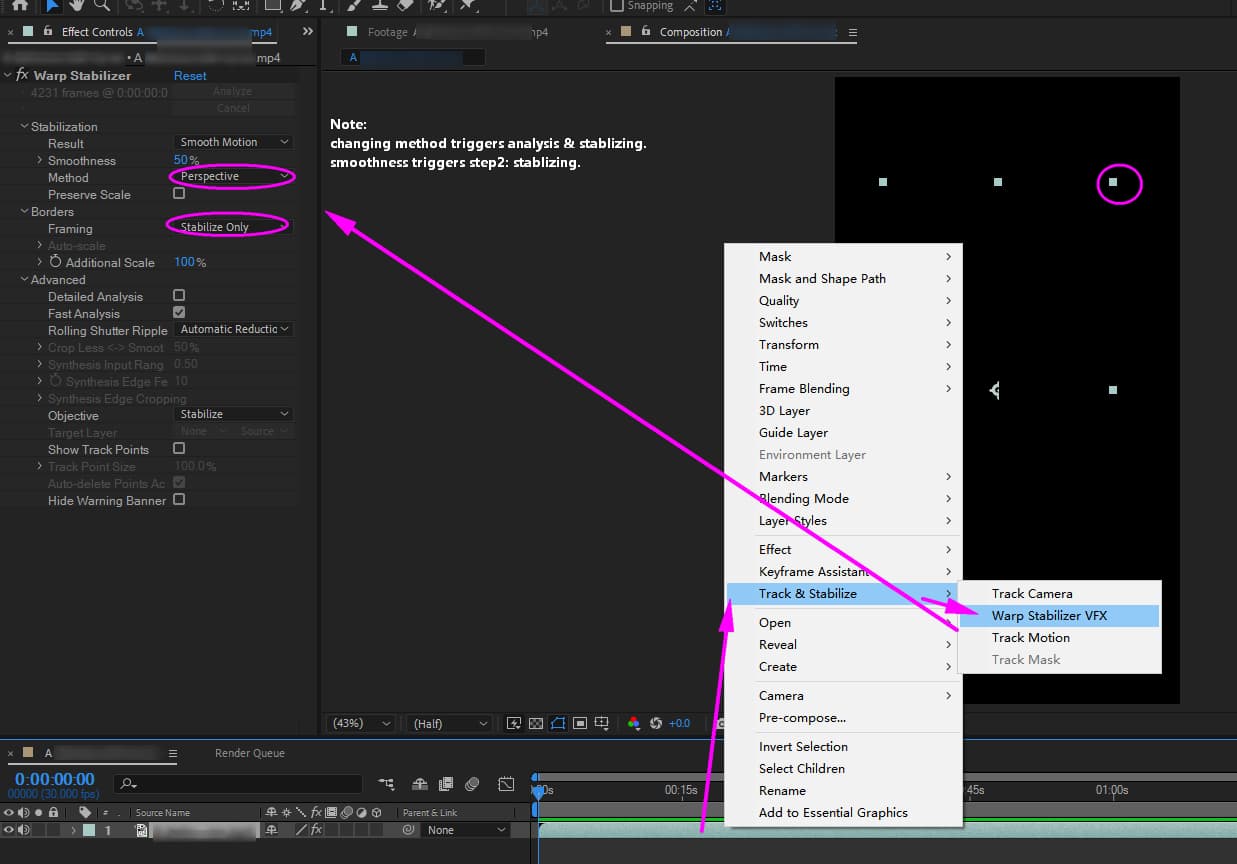 Snapping
Effect Controls A mp4
Footage A mp4
Composition A
• A mp4
A
fx Warp Stabilizer Reset
4231 frames @ 0:00:00:0 Analyze
Cancel
Stabilization
Result Smooth Motion
Smoothness 50%
Method Perspective
Preserve Scale
Borders
Framing Stabilize Only
Auto-scale
Additional Scale 100%
Advanced
Detailed Analysis
Fast Analysis
Rolling Shutter Ripple Automatic Reductic
Crop Less <-> Smoot 50%
Synthesis Input Rang 0.50
Synthesis Edge Fe 10
Synthesis Edge Cropping
Objective Stabilize
Target Layer None Source
Show Track Points
Track Point Size 100.0%
Auto-delete Points Ac
Hide Warning Banner
Note:
changing method triggers analysis & stablizing.
smoothness triggers step2: stablizing.
Mask
Mask and Shape Path
Quality
Switches
Transform
Time
Frame Blending
3D Layer
Guide Layer
Environment Layer
Markers
Blending Mode
Layer Styles
Effect
Keyframe Assistant
Track & Stabilize
Open
Reveal
Create
Camera
Pre-compose...
Invert Selection
Select Children
Rename
Add to Essential Graphics
Track Camera
Warp Stabilizer VFX
Track Motion
Track Mask
(43%) (Half) +0.0
A Render Queue
0:00:00:00
00000 (30.000 fps)
00s 00:15s 45s 01:00s
# . Source Name fx Parent & Link
1 fx None